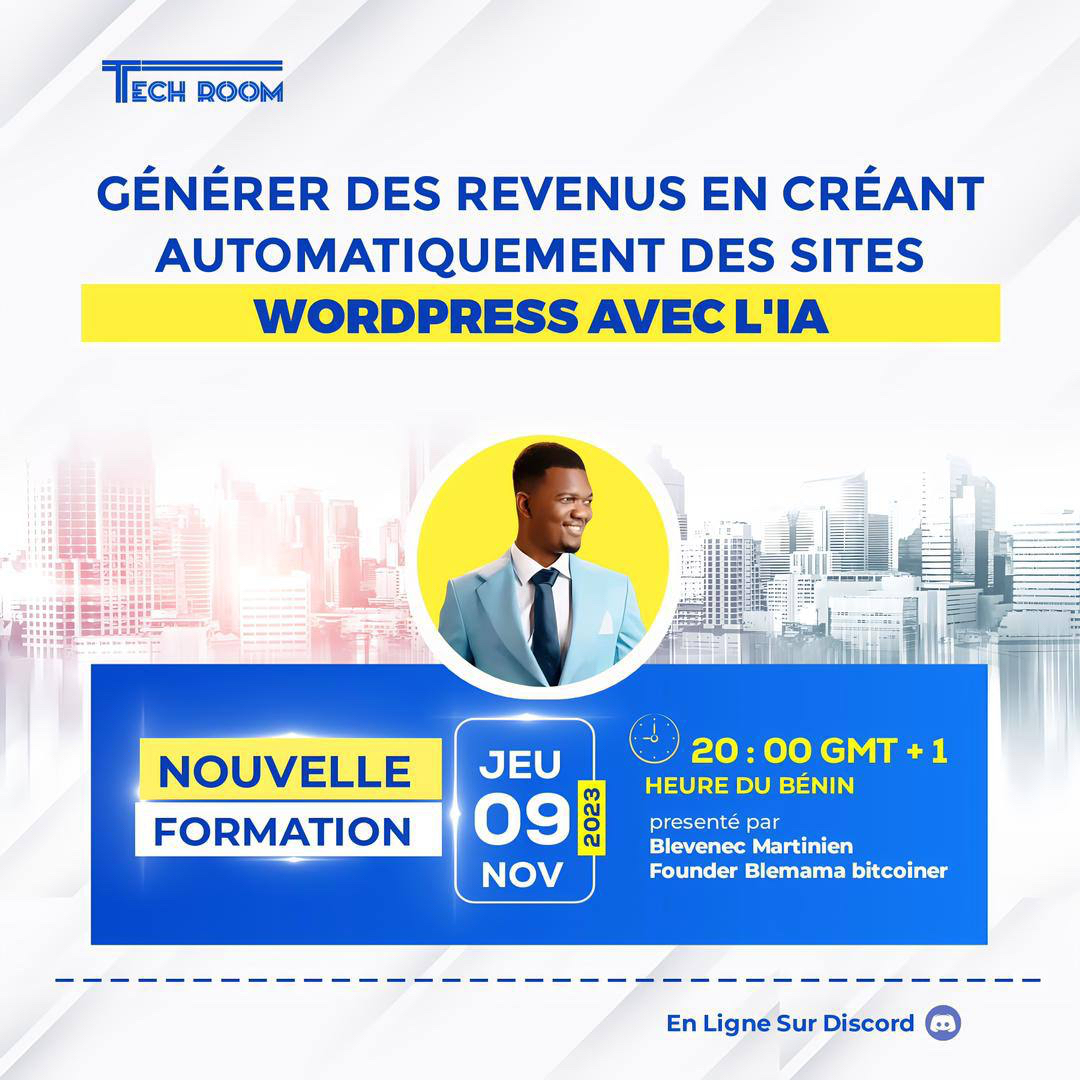 TECH ROOM
GÉNÉRER DES REVENUS EN CRÉANT
AUTOMATIQUEMENT DES SITES
WORDPRESS AVEC L'IA
NOUVELLE
FORMATION
JEU
09
NOV
2023
20 : 00 GMT + 1
HEURE DU BÉNIN
presenté par
Blevenec Martinien
Founder Blemama bitcoiner
En Ligne Sur Discord